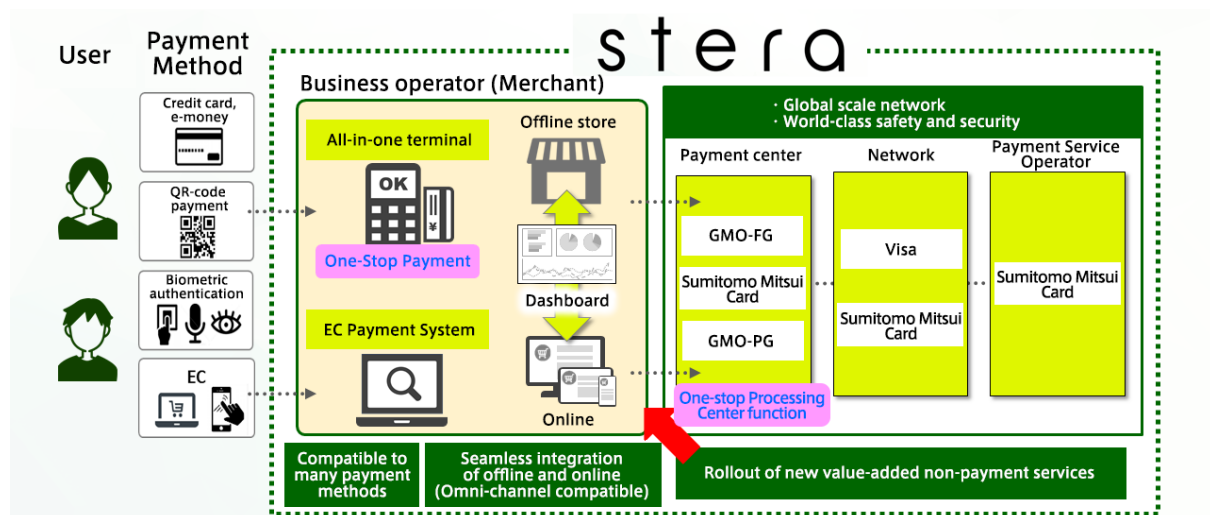 User
Payment
Method
Credit card,
e-money
QR-code
payment
Biometric
authentication
EC
stera
Business operator (Merchant)
All-in-one terminal
OK
¥
One-Stop Payment
EC Payment System
Offline store
Dashboard
Online
· Global scale network
· World-class safety and security
Payment center
GMO-FG
Sumitomo Mitsui
Card
GMO-PG
One-stop Processing
Center function
Network
Visa
Sumitomo Mitsui
Card
Payment Service
Operator
Sumitomo Mitsui
Card
Compatible to
many payment
methods
Seamless integration
of offline and online
(Omni-channel compatible)
Rollout of new value-added non-payment services